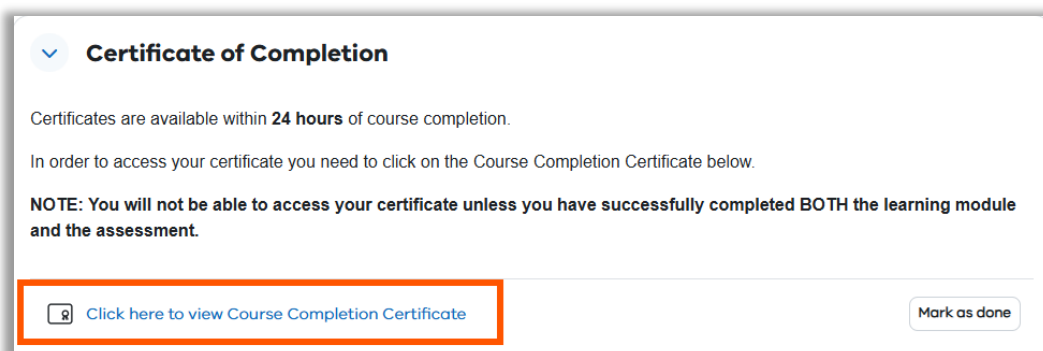 Certificate of Completion
Certificates are available within 24 hours of course completion.
In order to access your certificate you need to click on the Course Completion Certificate below.
NOTE: You will not be able to access your certificate unless you have successfully completed BOTH the learning module
and the assessment.
Click here to view Course Completion Certificate
Mark as done